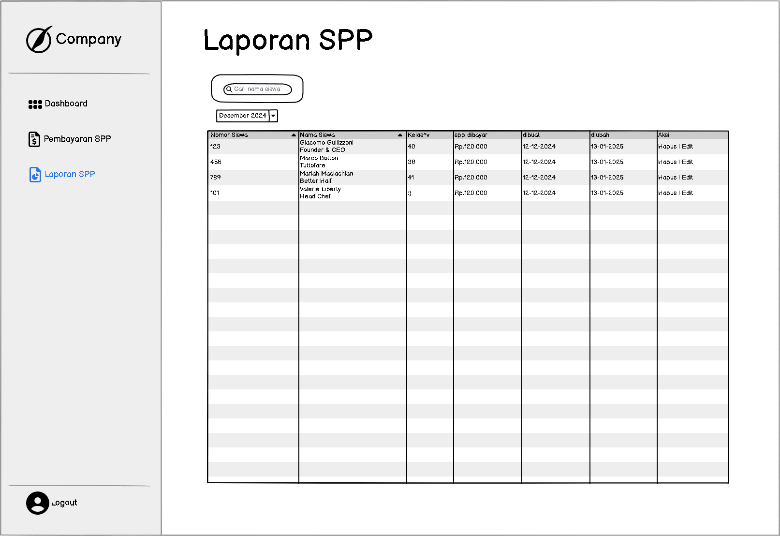 Company
Laporan SPP
Cari nama siswa
Dashboard
Desember 2024
Pembayaran SPP
Laporan SPP
Nomor Siswa Nama Siswa spp dibayar dibuat diubah Aksi
123 Giacomo Guilizzoni
Founder & CEO 40 Rp.120.000 12-12-2024 13-01-2025 Hapus | Edit
456 Marco Botton
Tuttofare 38 Rp.120.000 12-12-2024 13-01-2025 Hapus | Edit
789 Mariah Maclachlan
Better Half 41 Rp.120.000 12-12-2024 13-01-2025 Hapus | Edit
101 Valerie Liberty
Head Chef :) Rp.120.000 12-12-2024 13-01-2025 Hapus | Edit
Logout